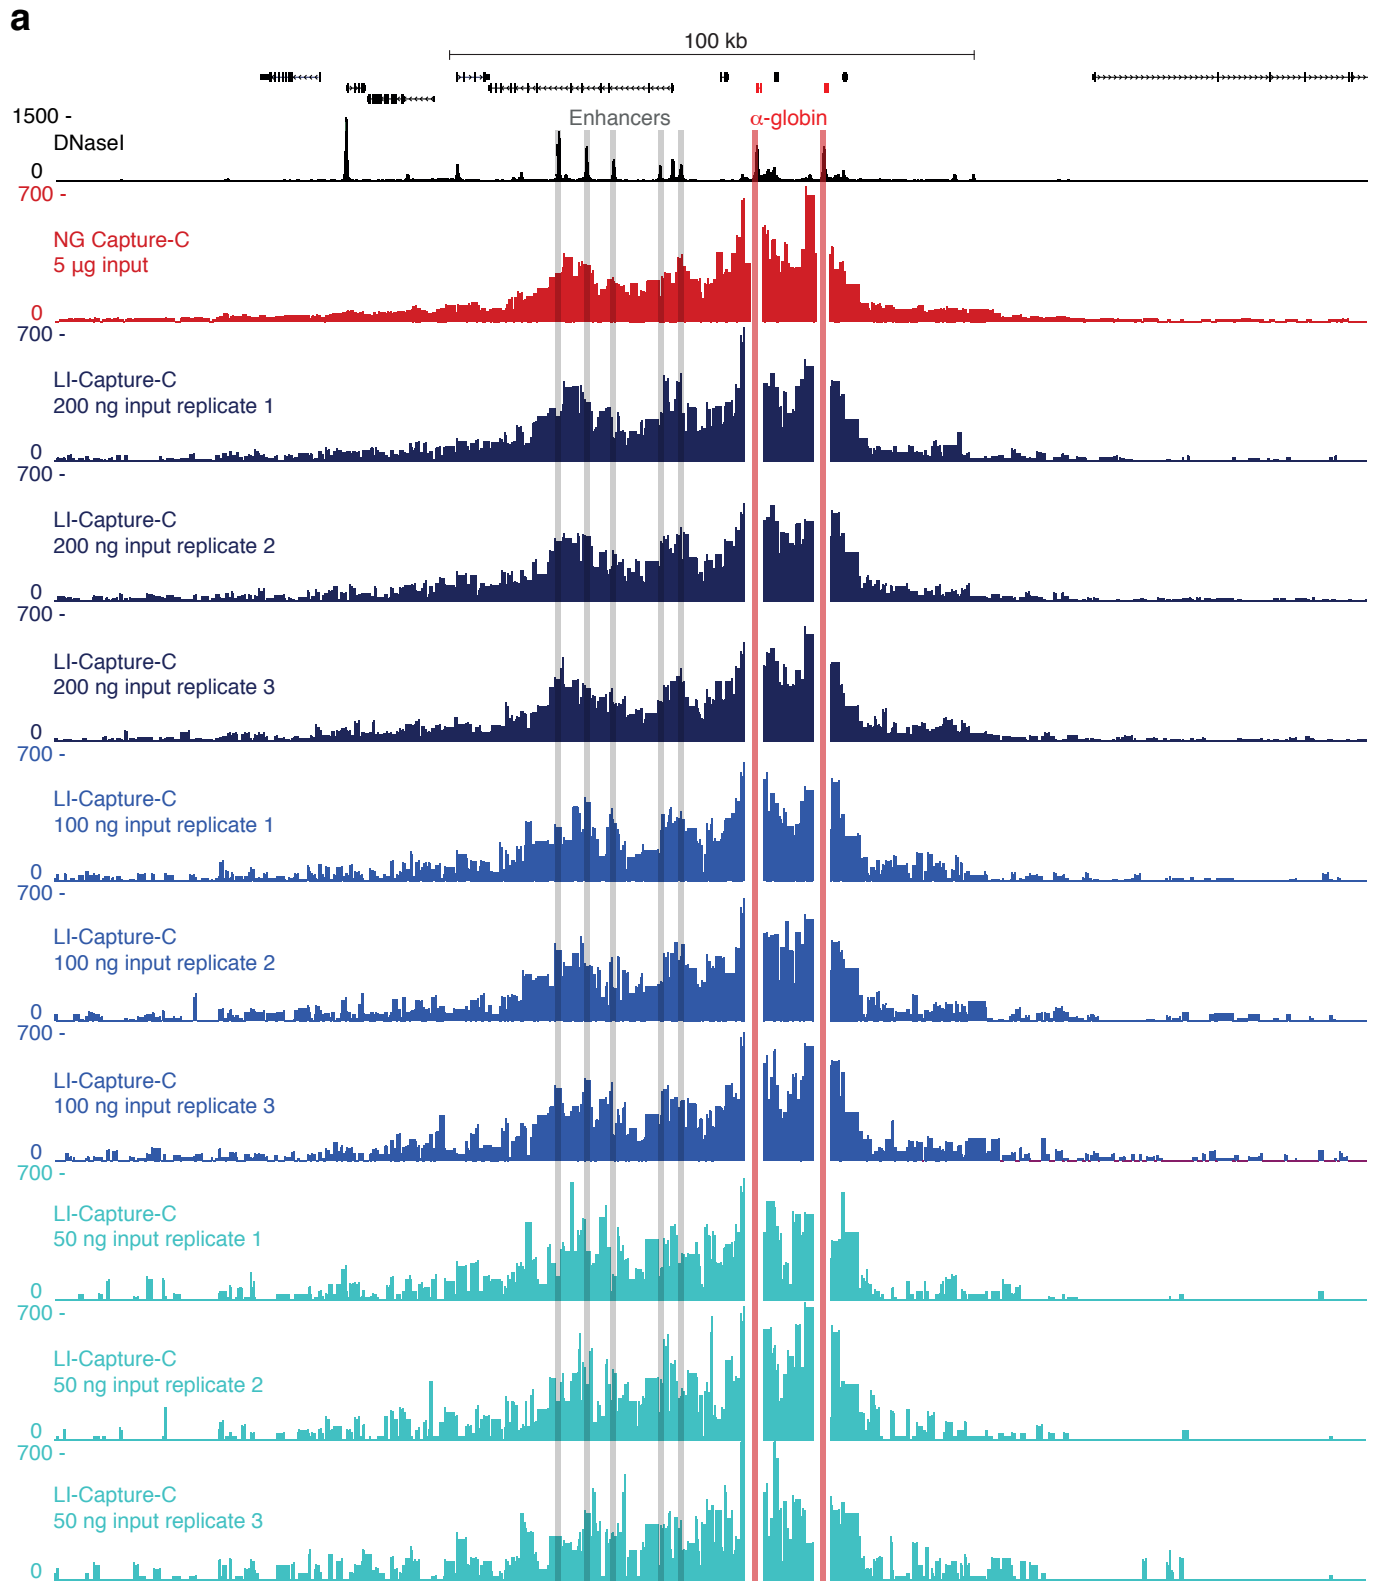 a
100 kb
Enhancers
α-globin
1500 -
DNaseI
0
700 -
NG Capture-C
5 µg input
0
700 -
LI-Capture-C
200 ng input replicate 1
0
700 -
LI-Capture-C
200 ng input replicate 2
0
700 -
LI-Capture-C
200 ng input replicate 3
0
700 -
LI-Capture-C
100 ng input replicate 1
0
700 -
LI-Capture-C
100 ng input replicate 2
0
700 -
LI-Capture-C
100 ng input replicate 3
0
700 -
LI-Capture-C
50 ng input replicate 1
0
700 -
LI-Capture-C
50 ng input replicate 2
0
700 -
LI-Capture-C
50 ng input replicate 3
0